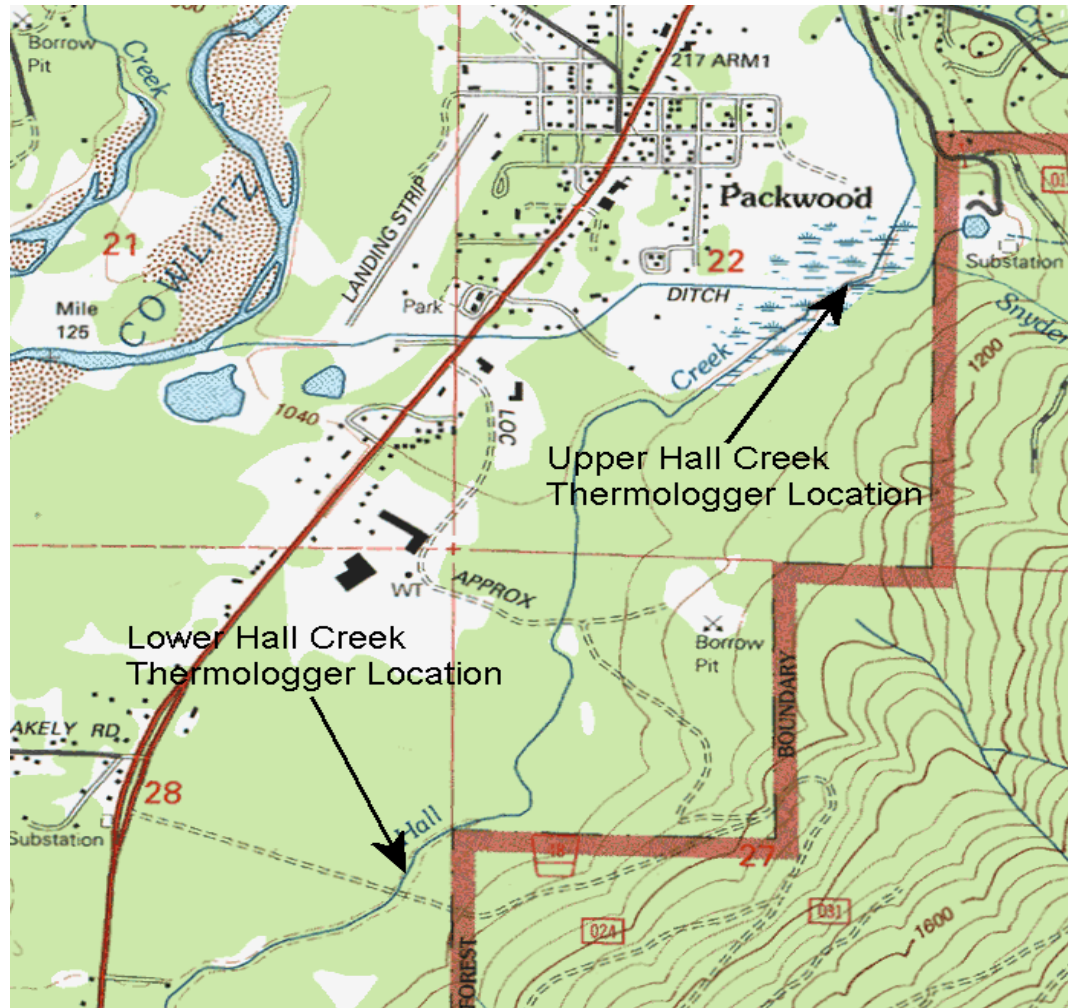 Borrow
Pit
Creek
217 ARM1
Cr
01
COWLITZ
21
Mile
125
LANDING STRIP
Park
Packwood
22
DITCH
Creek
Substation
Snyder
1200
1040
LOC
Upper Hall Creek
Thermologger Location
APPROX
WT
Borrow
Pit
BOUNDARY
Lower Hall Creek
Thermologger Location
AKELY RD
28
Substation
Hall
18
27
024
031
1600
FOREST